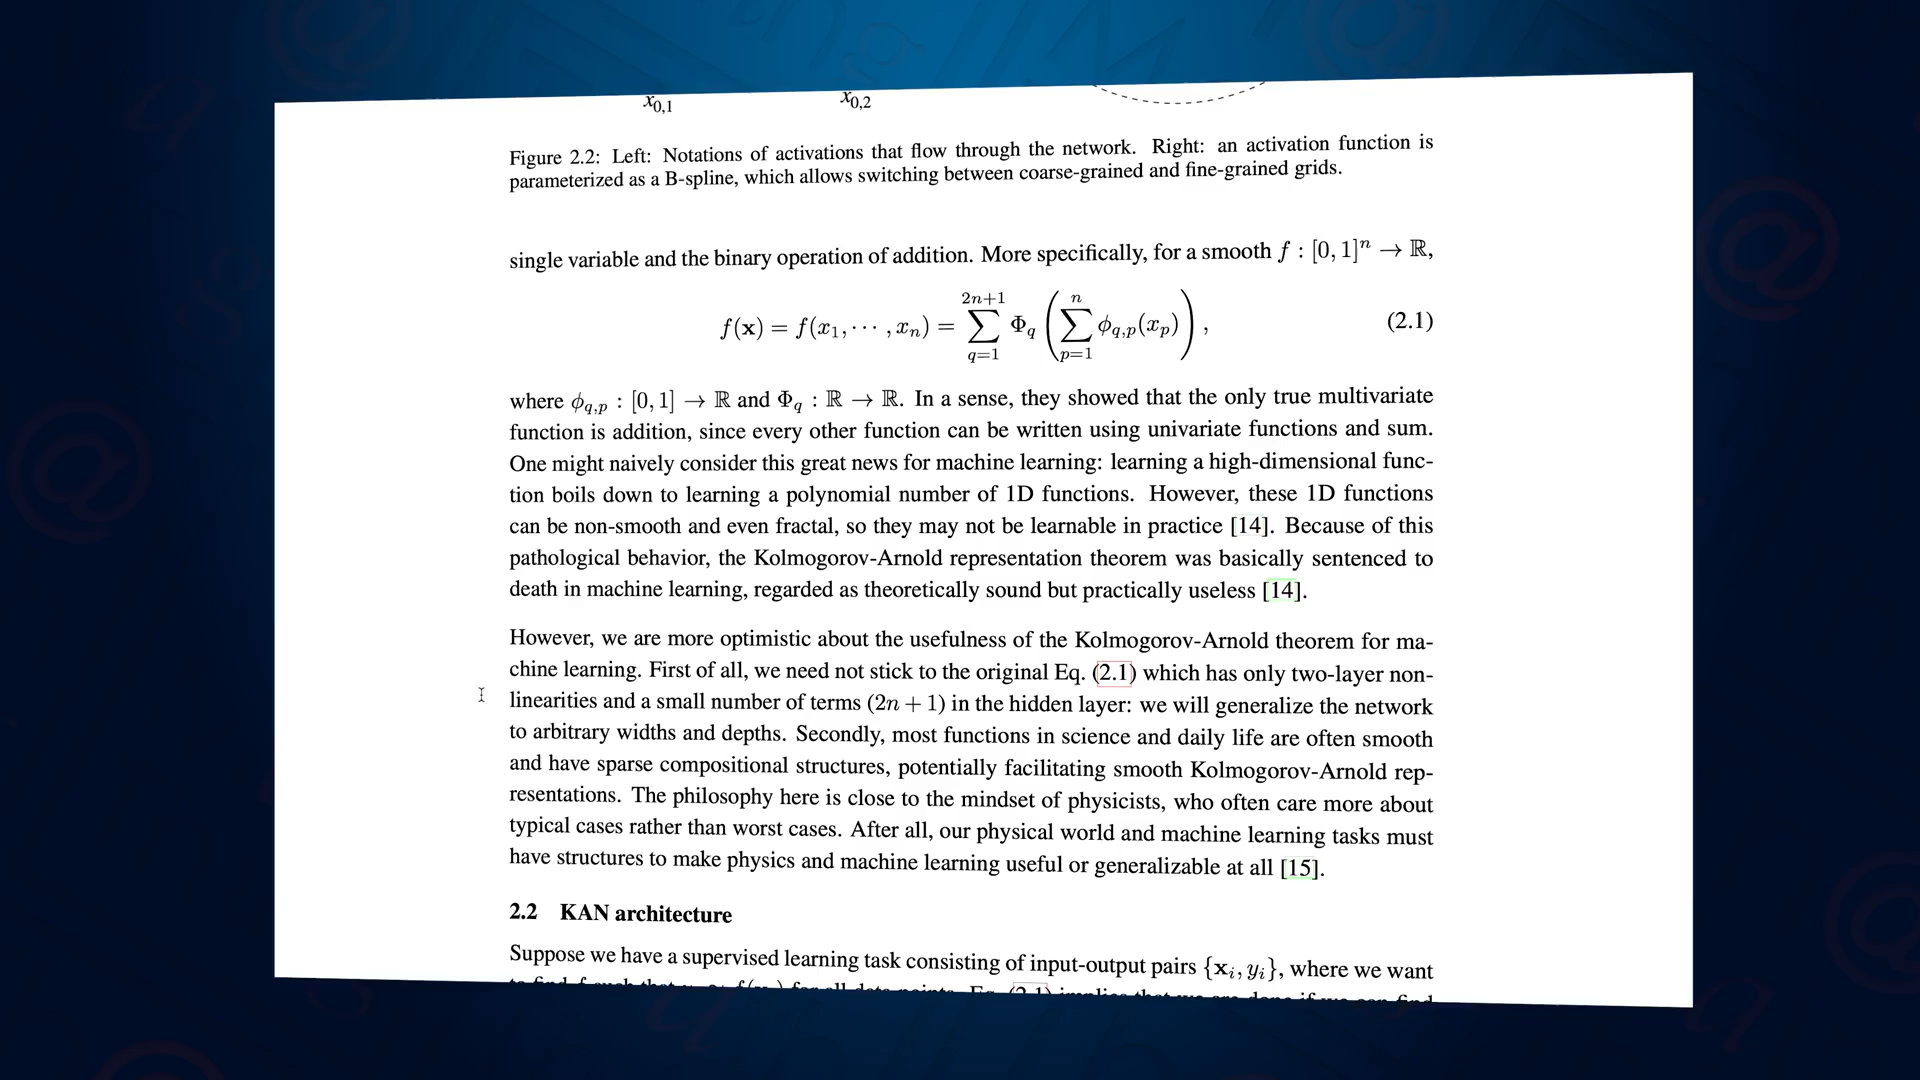 x0,1 x0,2
Figure 2.2: Left: Notations of activations that flow through the network. Right: an activation function is
parameterized as a B-spline, which allows switching between coarse-grained and fine-grained grids.
single variable and the binary operation of addition. More specifically, for a smooth f : [0, 1]ⁿ → ℝ,
f(x) = f(x₁, ⋯ , xₙ) = ∑_{q=1}^{2n+1} Φ_q ( ∑_{p=1}^{n} ϕ_{q,p}(x_p) ) , (2.1)
where ϕ_{q,p} : [0, 1] → ℝ and Φ_q : ℝ → ℝ. In a sense, they showed that the only true multivariate
function is addition, since every other function can be written using univariate functions and sum.
One might naively consider this great news for machine learning: learning a high-dimensional func-
tion boils down to learning a polynomial number of 1D functions. However, these 1D functions
can be non-smooth and even fractal, so they may not be learnable in practice [14]. Because of this
pathological behavior, the Kolmogorov-Arnold representation theorem was basically sentenced to
death in machine learning, regarded as theoretically sound but practically useless [14].
However, we are more optimistic about the usefulness of the Kolmogorov-Arnold theorem for ma-
chine learning. First of all, we need not stick to the original Eq. (2.1) which has only two-layer non-
linearities and a small number of terms (2n + 1) in the hidden layer: we will generalize the network
to arbitrary widths and depths. Secondly, most functions in science and daily life are often smooth
and have sparse compositional structures, potentially facilitating smooth Kolmogorov-Arnold rep-
resentations. The philosophy here is close to the mindset of physicists, who often care more about
typical cases rather than worst cases. After all, our physical world and machine learning tasks must
have structures to make physics and machine learning useful or generalizable at all [15].
2.2 KAN architecture
Suppose we have a supervised learning task consisting of input-output pairs {xᵢ, yᵢ}, where we want